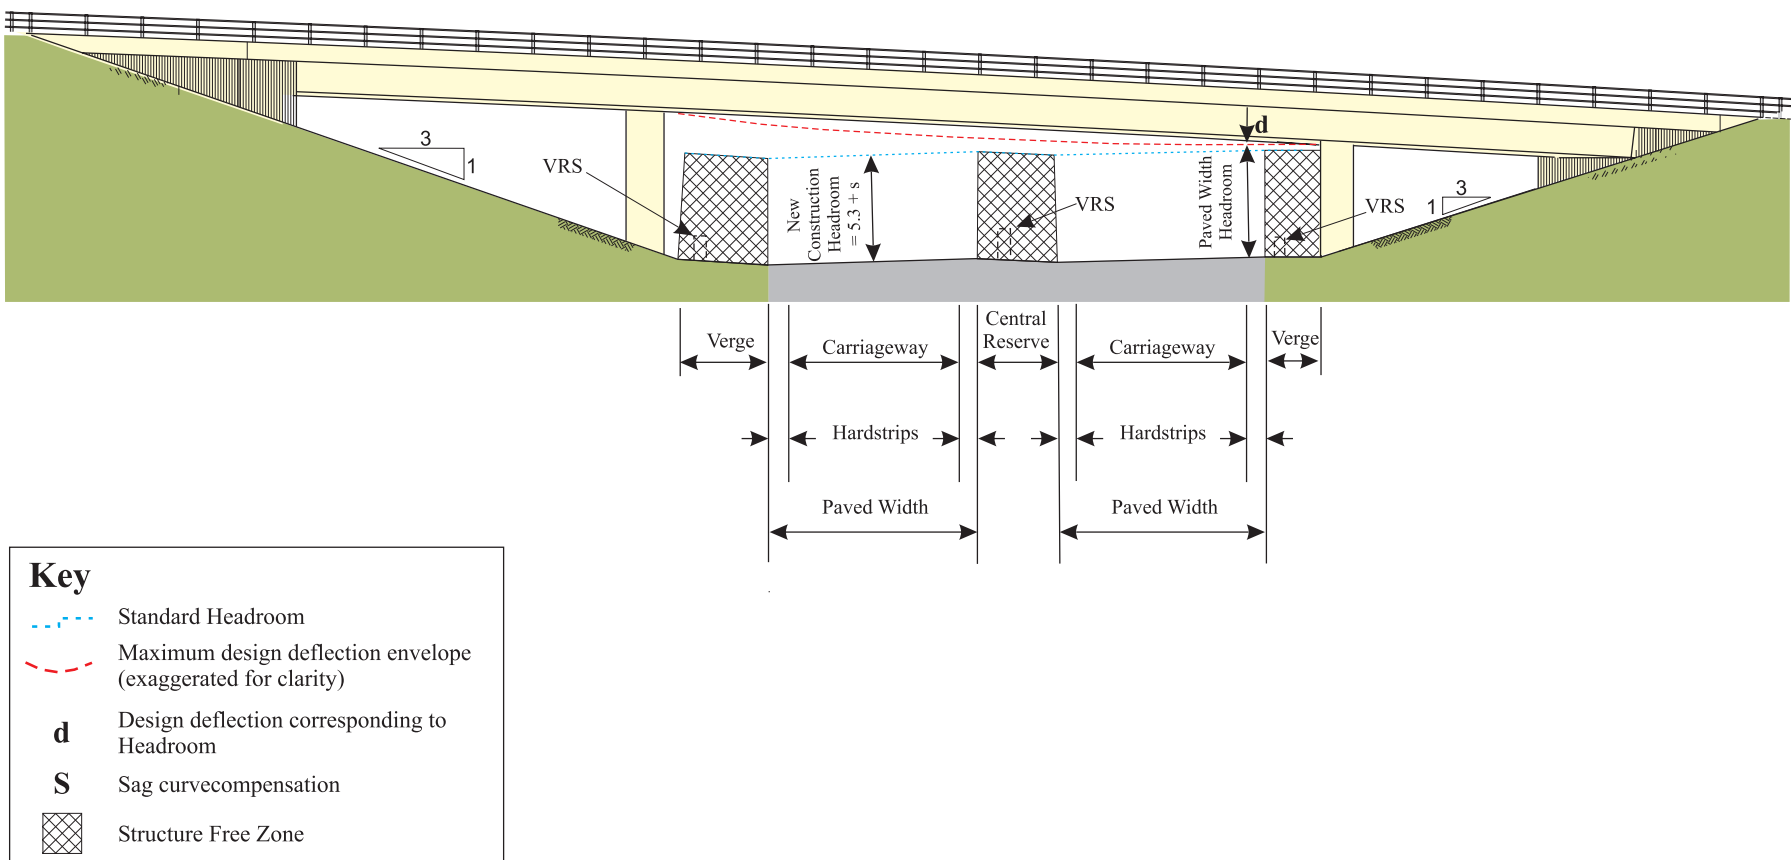 3
1
VRS
New
Construction
Headroom
= 5.3 + s
VRS
d
Paved Width
Headroom
VRS
3
1
Verge
Carriageway
Central
Reserve
Carriageway
Verge
Hardstrips
Hardstrips
Paved Width
Paved Width
Key
Standard Headroom
Maximum design deflection envelope
(exaggerated for clarity)
d
Design deflection corresponding to
Headroom
S
Sag curvecompensation
Structure Free Zone